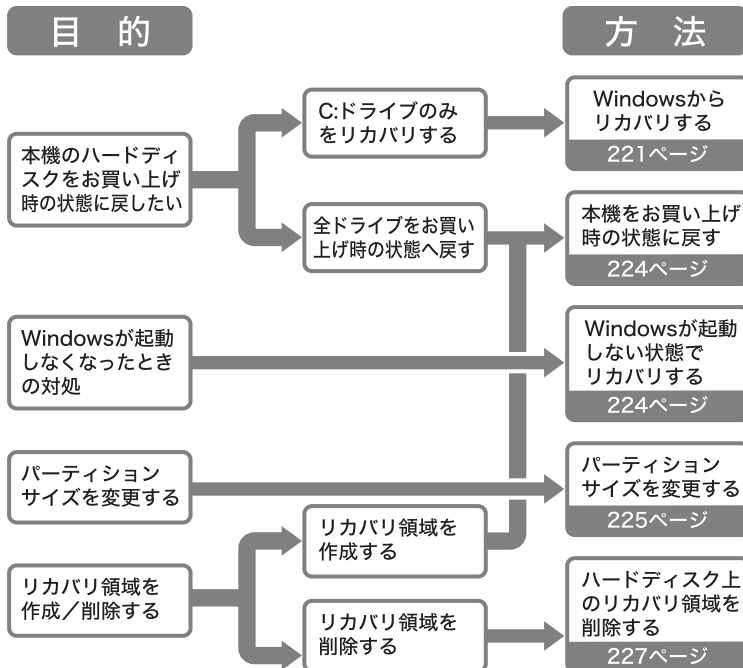 目 的
方 法
本機のハードディ
スクをお買い上げ
時の状態に戻したい
C:ドライブのみ
をリカバリする
Windowsから
リカバリする
221ページ
全ドライブをお買い
上げ時の状態へ戻す
本機をお買い上げ
時の状態に戻す
224ページ
Windowsが起動
しなくなったとき
の対処
Windowsが起動
しない状態で
リカバリする
224ページ
パーティション
サイズを変更する
パーティション
サイズを変更する
225ページ
リカバリ領域を
作成／削除する
リカバリ領域を
作成する
リカバリ領域を
削除する
ハードディスク上
のリカバリ領域を
削除する
227ページ